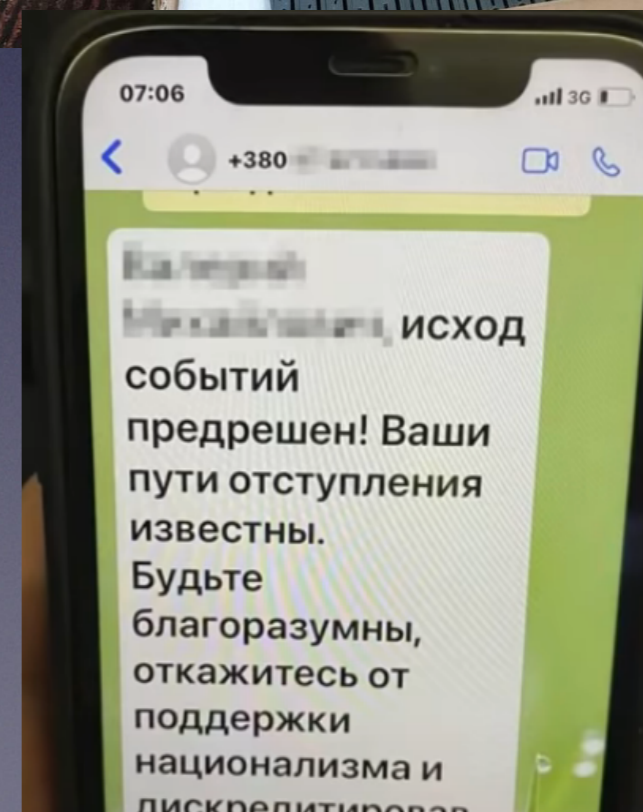 07:06
3G
+380
исход
событий
предрешен! Ваши
пути отступления
известны.
Будьте
благоразумны,
откажитесь от
поддержки
национализма и